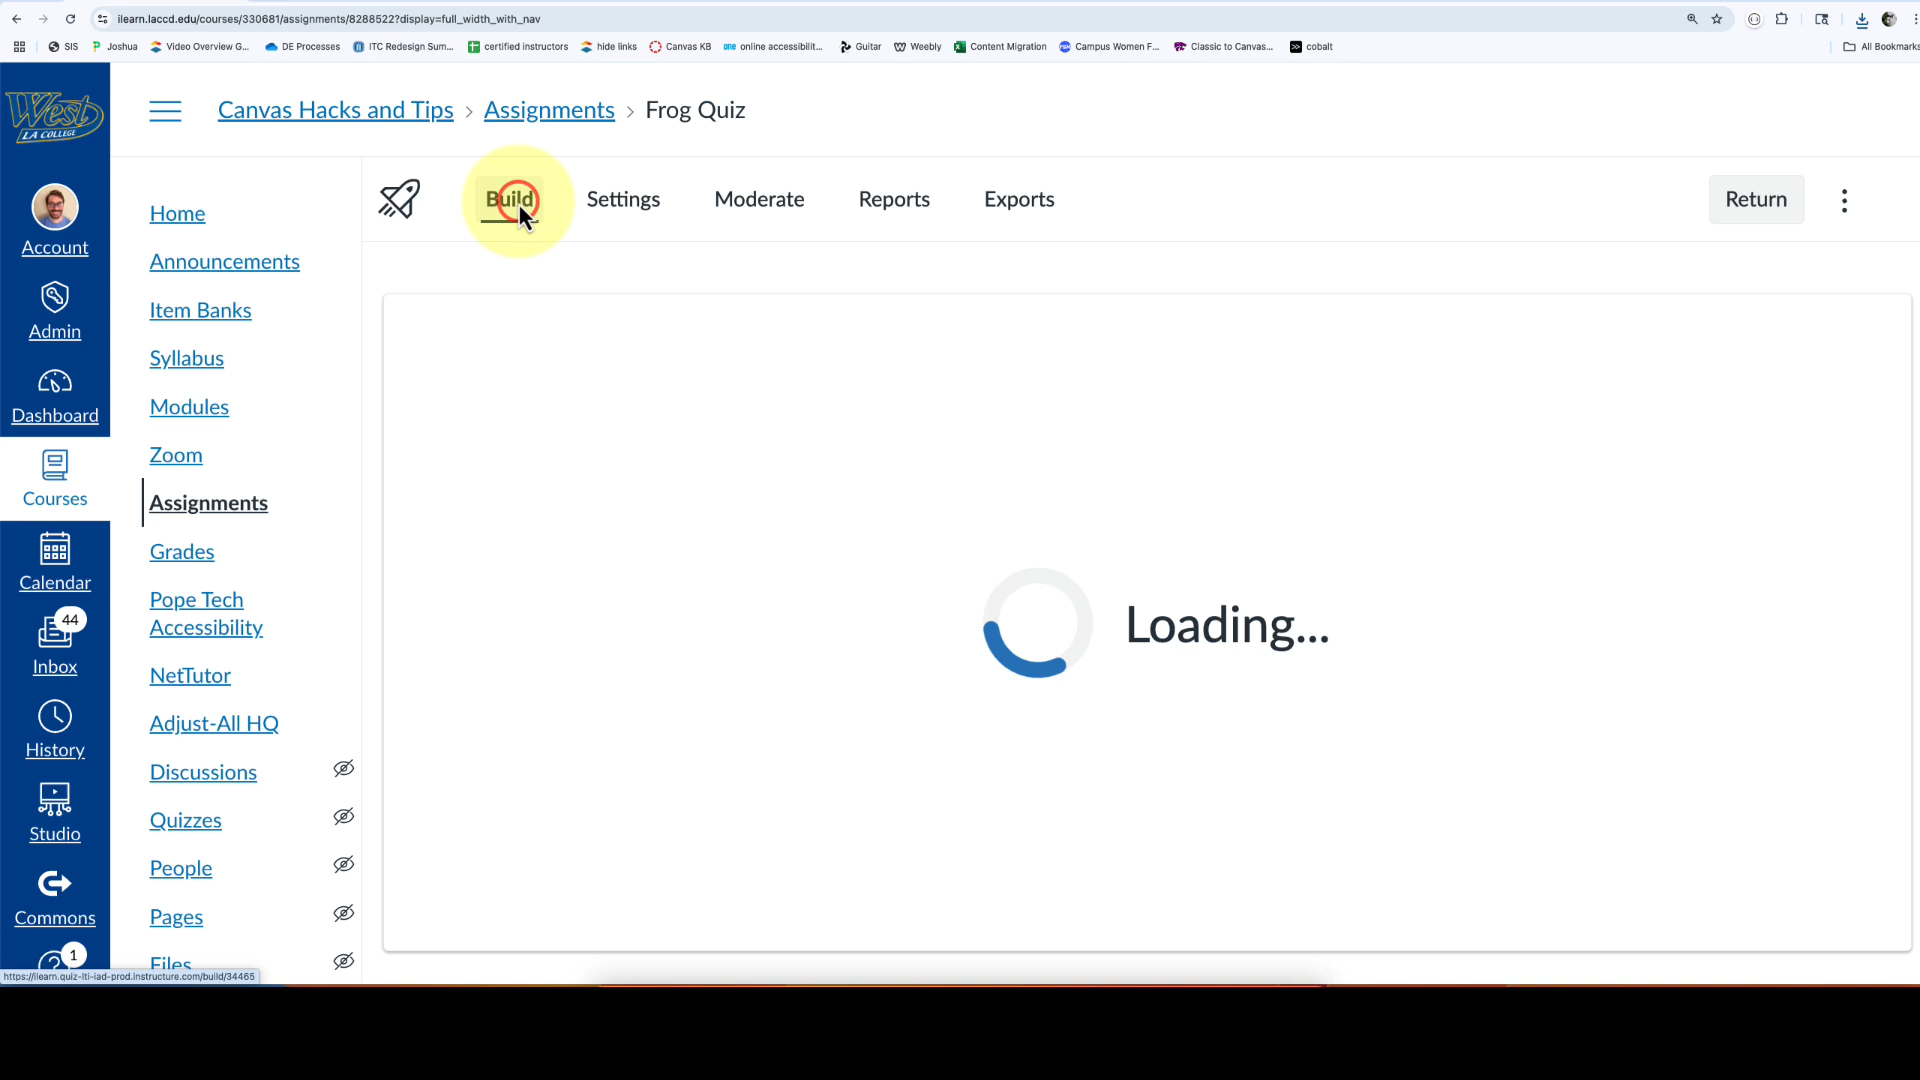 ilearn.laccd.edu/courses/330681/assignments/8288522?display=full_width_with_nav
SIS Joshua Video Overview G... DE Processes ITC Redesign Sum... certified instructors hide links Canvas KB one online accessibilit... Guitar Weebly Content Migration Campus Women F... Classic to Canvas... cobalt All Bookmarks
West
LA COLLEGE
Canvas Hacks and Tips > Assignments > Frog Quiz
Build Settings Moderate Reports Exports Return
Account
Admin
Dashboard
Courses
Calendar
44
Inbox
History
Studio
Commons
1
Home
Announcements
Item Banks
Syllabus
Modules
Zoom
Assignments
Grades
Pope Tech
Accessibility
NetTutor
Adjust-All HQ
Discussions
Quizzes
People
Pages
Files
Loading...
https://ilearn.quiz-lti-iad-prod.instructure.com/build/34465